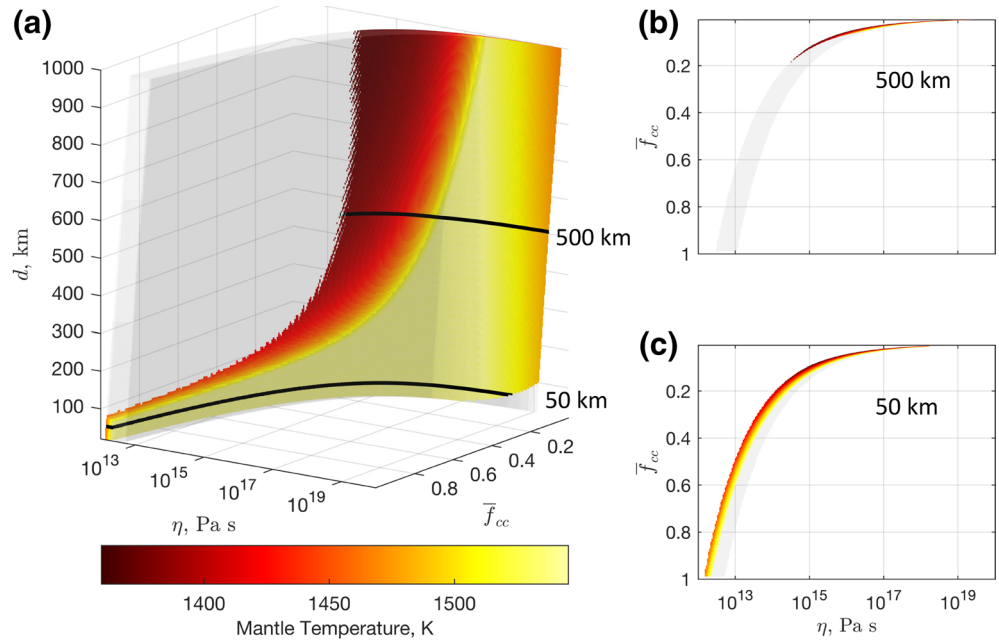 (a)
1000
900
800
700
600
500
400
300
200
100
d, km
500 km
50 km
10^13
10^15
10^17
10^19
η, Pa s
0.8
0.6
0.4
0.2
f̅_cc
1400
1450
1500
Mantle Temperature, K
(b)
0.2
0.4
0.6
0.8
1
f̅_cc
500 km
(c)
0.2
0.4
0.6
0.8
1
f̅_cc
50 km
10^13
10^15
10^17
10^19
η, Pa s